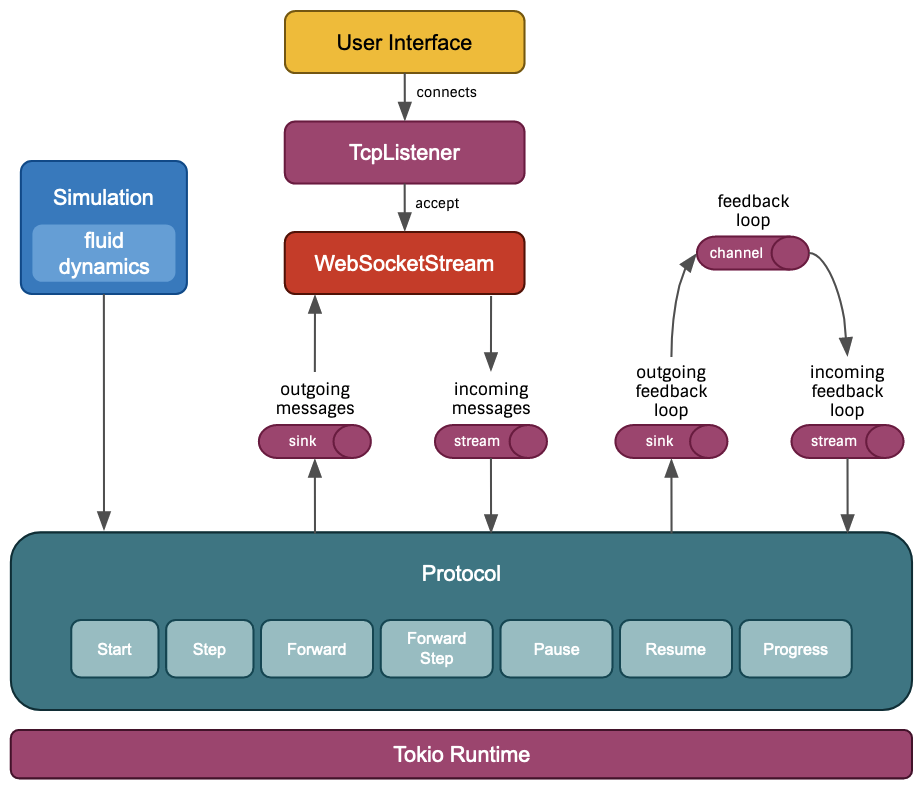 User Interface
connects
TcpListener
accept
Simulation
fluid
dynamics
WebSocketStream
feedback
loop
channel
outgoing
messages
sink
incoming
messages
stream
outgoing
feedback
loop
sink
incoming
feedback
loop
stream
Protocol
Start
Step
Forward
Forward
Step
Pause
Resume
Progress
Tokio Runtime